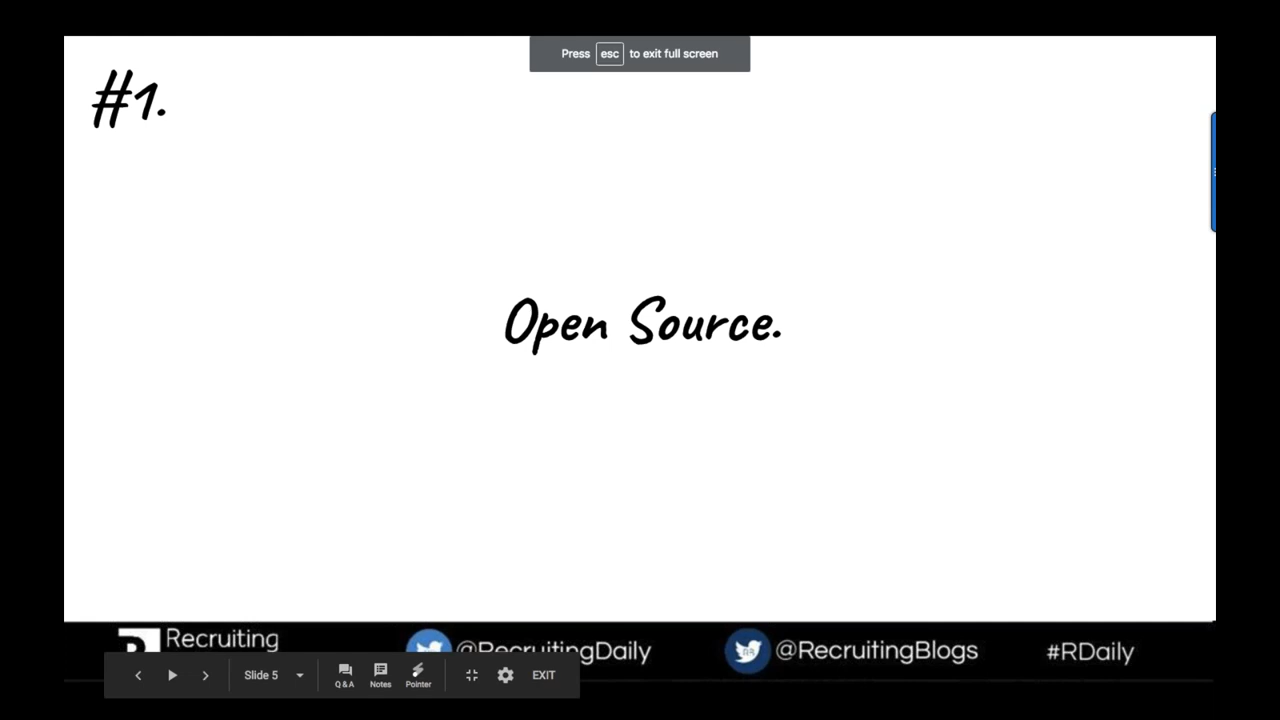 Press esc to exit full screen
#1.
Open Source.
Recruiting
@RecruitingDaily
@RecruitingBlogs
#RDaily
Slide 5
Q&A
Notes
Pointer
EXIT